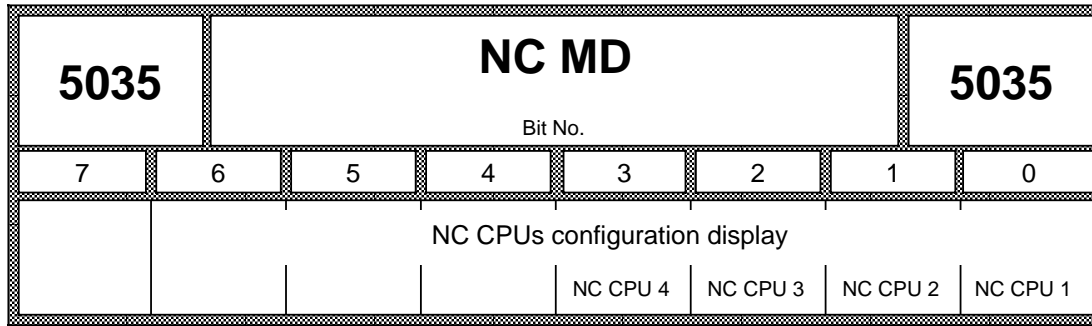 5035 NC MD 5035
Bit No.
7 6 5 4 3 2 1 0
NC CPUs configuration display
NC CPU 4 NC CPU 3 NC CPU 2 NC CPU 1